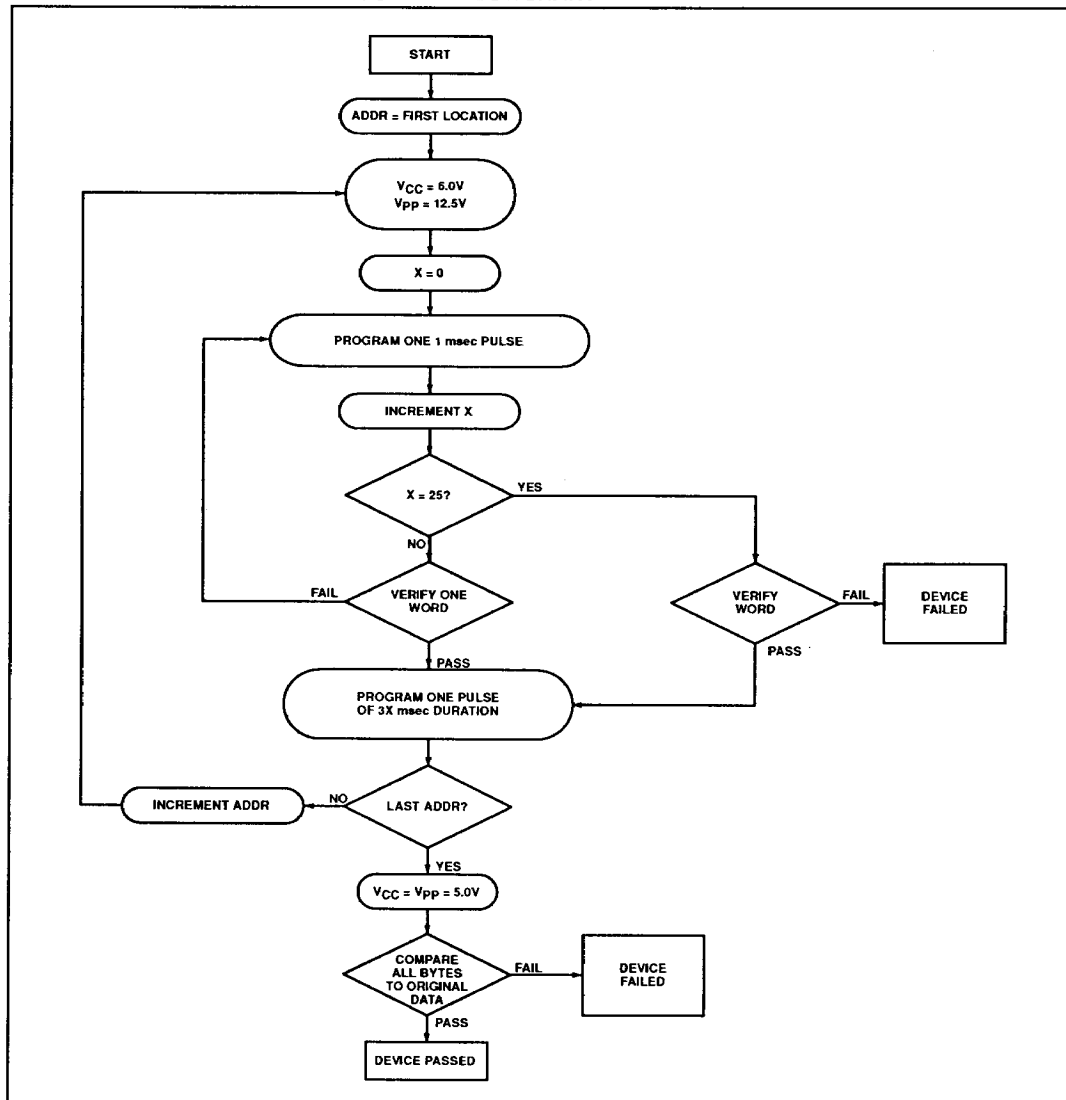 START
ADDR = FIRST LOCATION
VCC = 6.0V
VPP = 12.5V
X = 0
PROGRAM ONE 1 msec PULSE
INCREMENT X
X = 25?
YES
NO
FAIL
VERIFY ONE
WORD
VERIFY
WORD
FAIL
DEVICE
FAILED
PASS
PASS
PROGRAM ONE PULSE
OF 3X msec DURATION
INCREMENT ADDR
NO
LAST ADDR?
YES
VCC = VPP = 5.0V
COMPARE
ALL BYTES
TO ORIGINAL
DATA
FAIL
DEVICE
FAILED
PASS
DEVICE PASSED